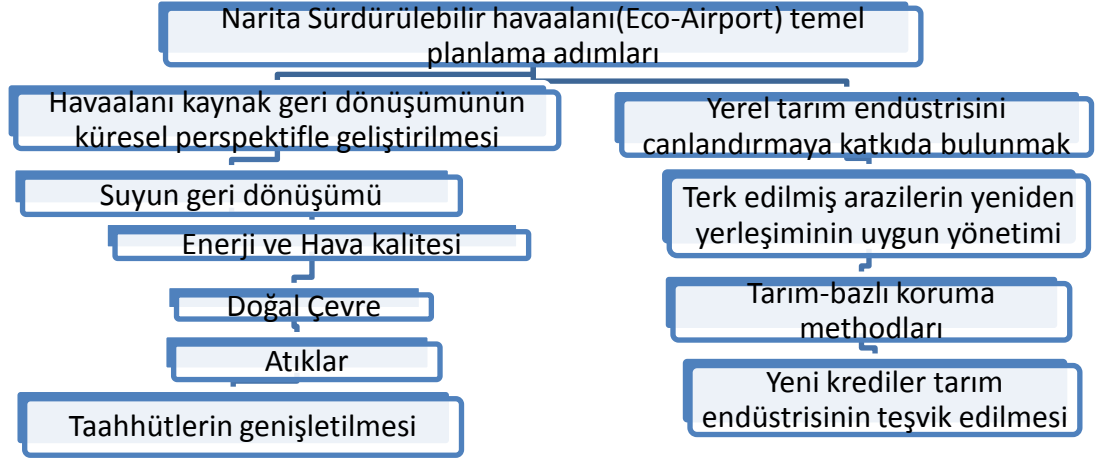 Narita Sürdürülebilir havaalanı(Eco-Airport) temel
planlama adımları
Havaalanı kaynak geri dönüşümünün
küresel perspektifle geliştirilmesi
Suyun geri dönüşümü
Enerji ve Hava kalitesi
Doğal Çevre
Atıklar
Taahhütlerin genişletilmesi
Yerel tarım endüstrisini
canlandırmaya katkıda bulunmak
Terk edilmiş arazilerin yeniden
yerleşiminin uygun yönetimi
Tarım-bazlı koruma
methodları
Yeni krediler tarım
endüstrisinin teşvik edilmesi